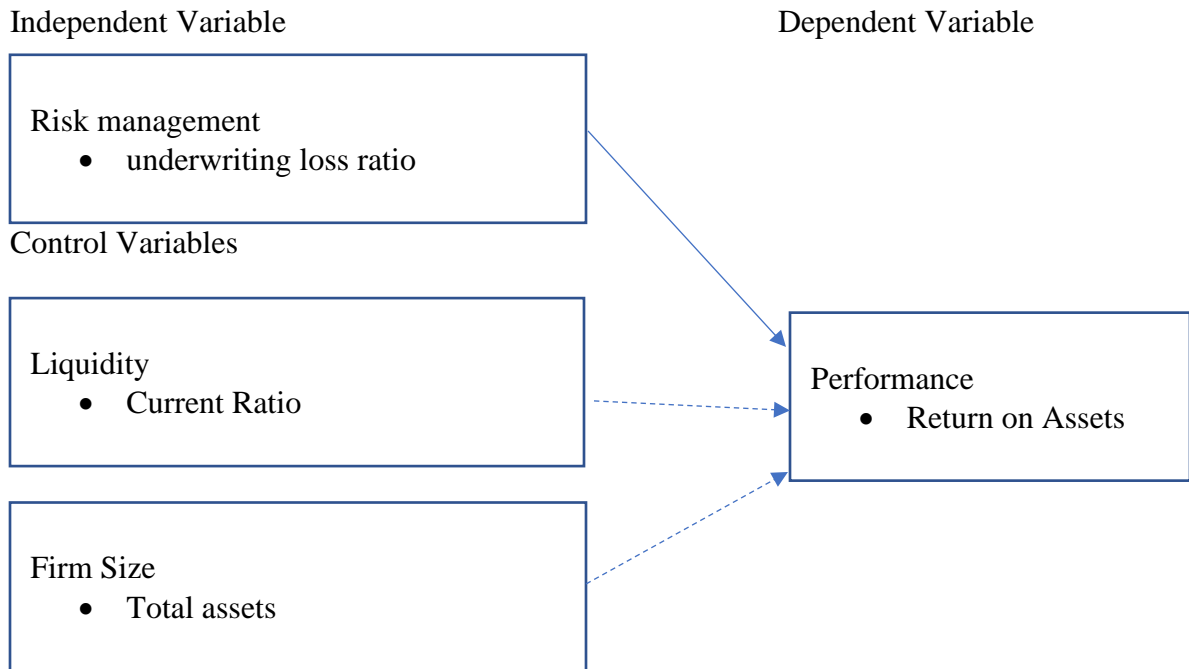 Independent Variable
Dependent Variable
Risk management
• underwriting loss ratio
Control Variables
Liquidity
• Current Ratio
Performance
• Return on Assets
Firm Size
• Total assets